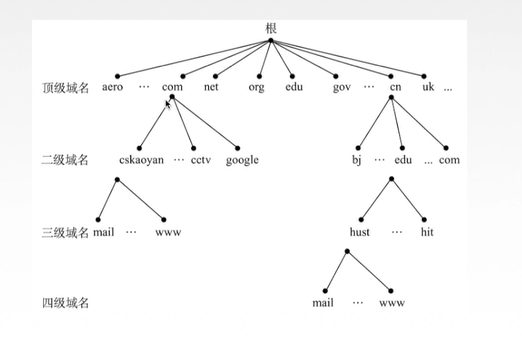 根
顶级域名 aero … com net org edu gov … cn uk ...
二级域名 cskaoyan … cctv google bj … edu ... com
三级域名 mail … www hust … hit
四级域名 mail … www